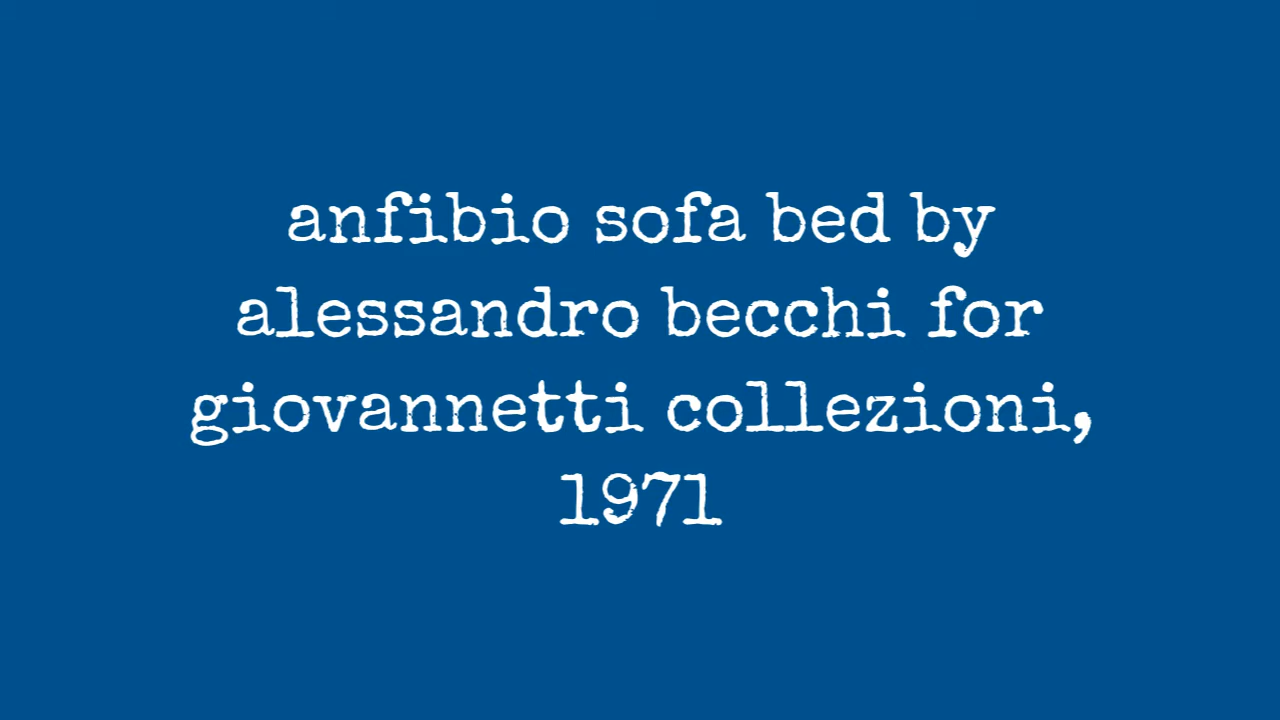 anfibio sofa bed by
alessandro becchi for
giovannetti collezioni,
1971